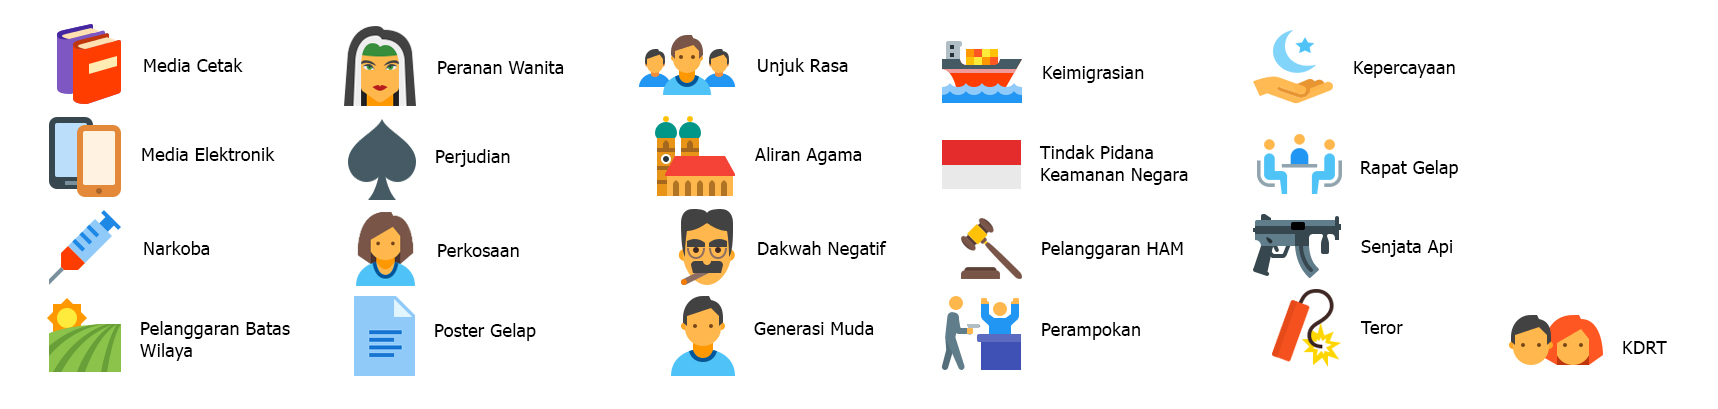 Media Cetak
Peranan Wanita
Unjuk Rasa
Keimigrasian
Kepercayaan
Media Elektronik
Perjudian
Aliran Agama
Tindak Pidana
Keamanan Negara
Rapat Gelap
Narkoba
Perkosaan
Dakwah Negatif
Pelanggaran HAM
Senjata Api
Pelanggaran Batas
Wilaya
Poster Gelap
Generasi Muda
Perampokan
Teror
KDRT